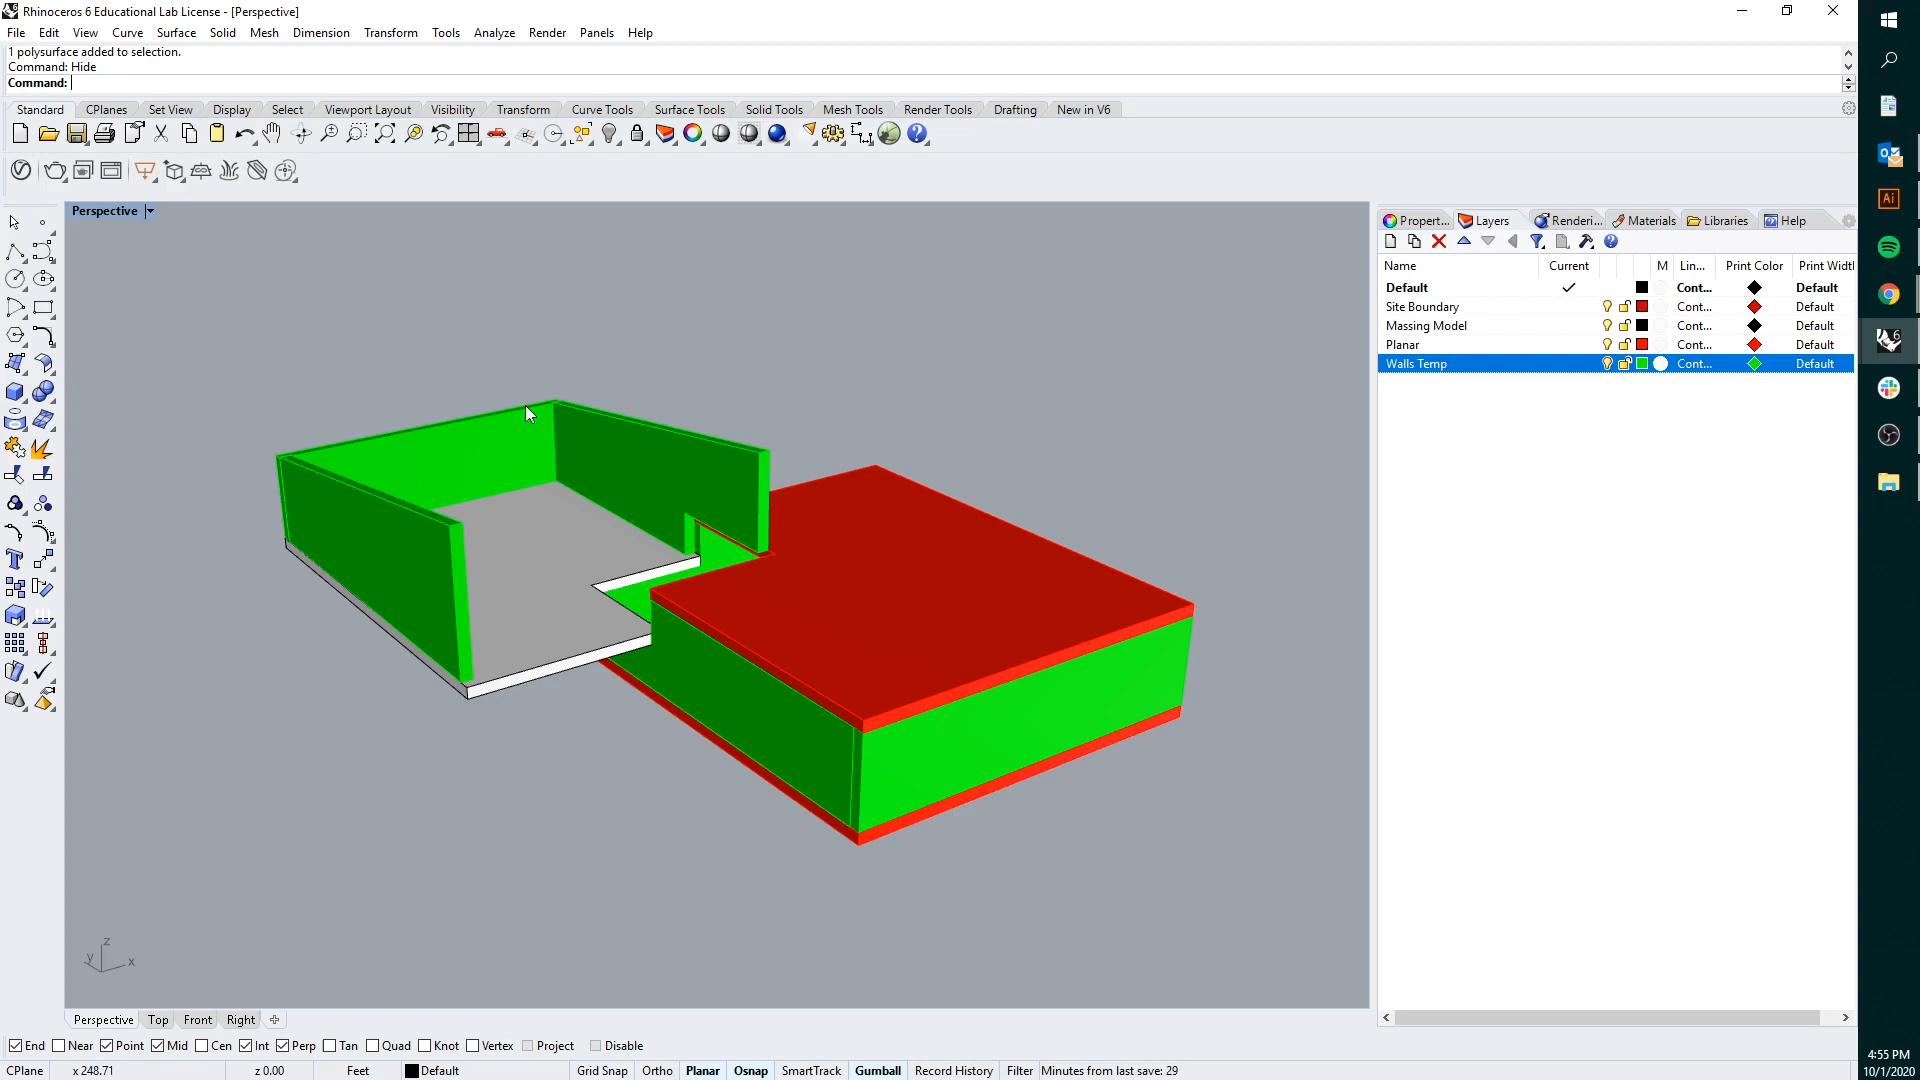 Rhinoceros 6 Educational Lab License - [Perspective]
File Edit View Curve Surface Solid Mesh Dimension Transform Tools Analyze Render Panels Help
1 polysurface added to selection.
Command: Hide
Command:
Standard CPlanes Set View Display Select Viewport Layout Visibility Transform Curve Tools Surface Tools Solid Tools Mesh Tools Render Tools Drafting New in V6
Perspective
Propert... Layers Renderi... Materials Libraries Help
Name Current M Lin... Print Color Print Widtl
Default Cont... Default
Site Boundary Cont... Default
Massing Model Cont... Default
Planar Cont... Default
Walls Temp Cont... Default
z
y x
Perspective Top Front Right
End Near Point Mid Cen Int Perp Tan Quad Knot Vertex Project Disable
CPlane x 248.71 z 0.00 Feet Default Grid Snap Ortho Planar Osnap SmartTrack Gumball Record History Filter Minutes from last save: 29
Ai
6
4:55 PM
10/1/2020